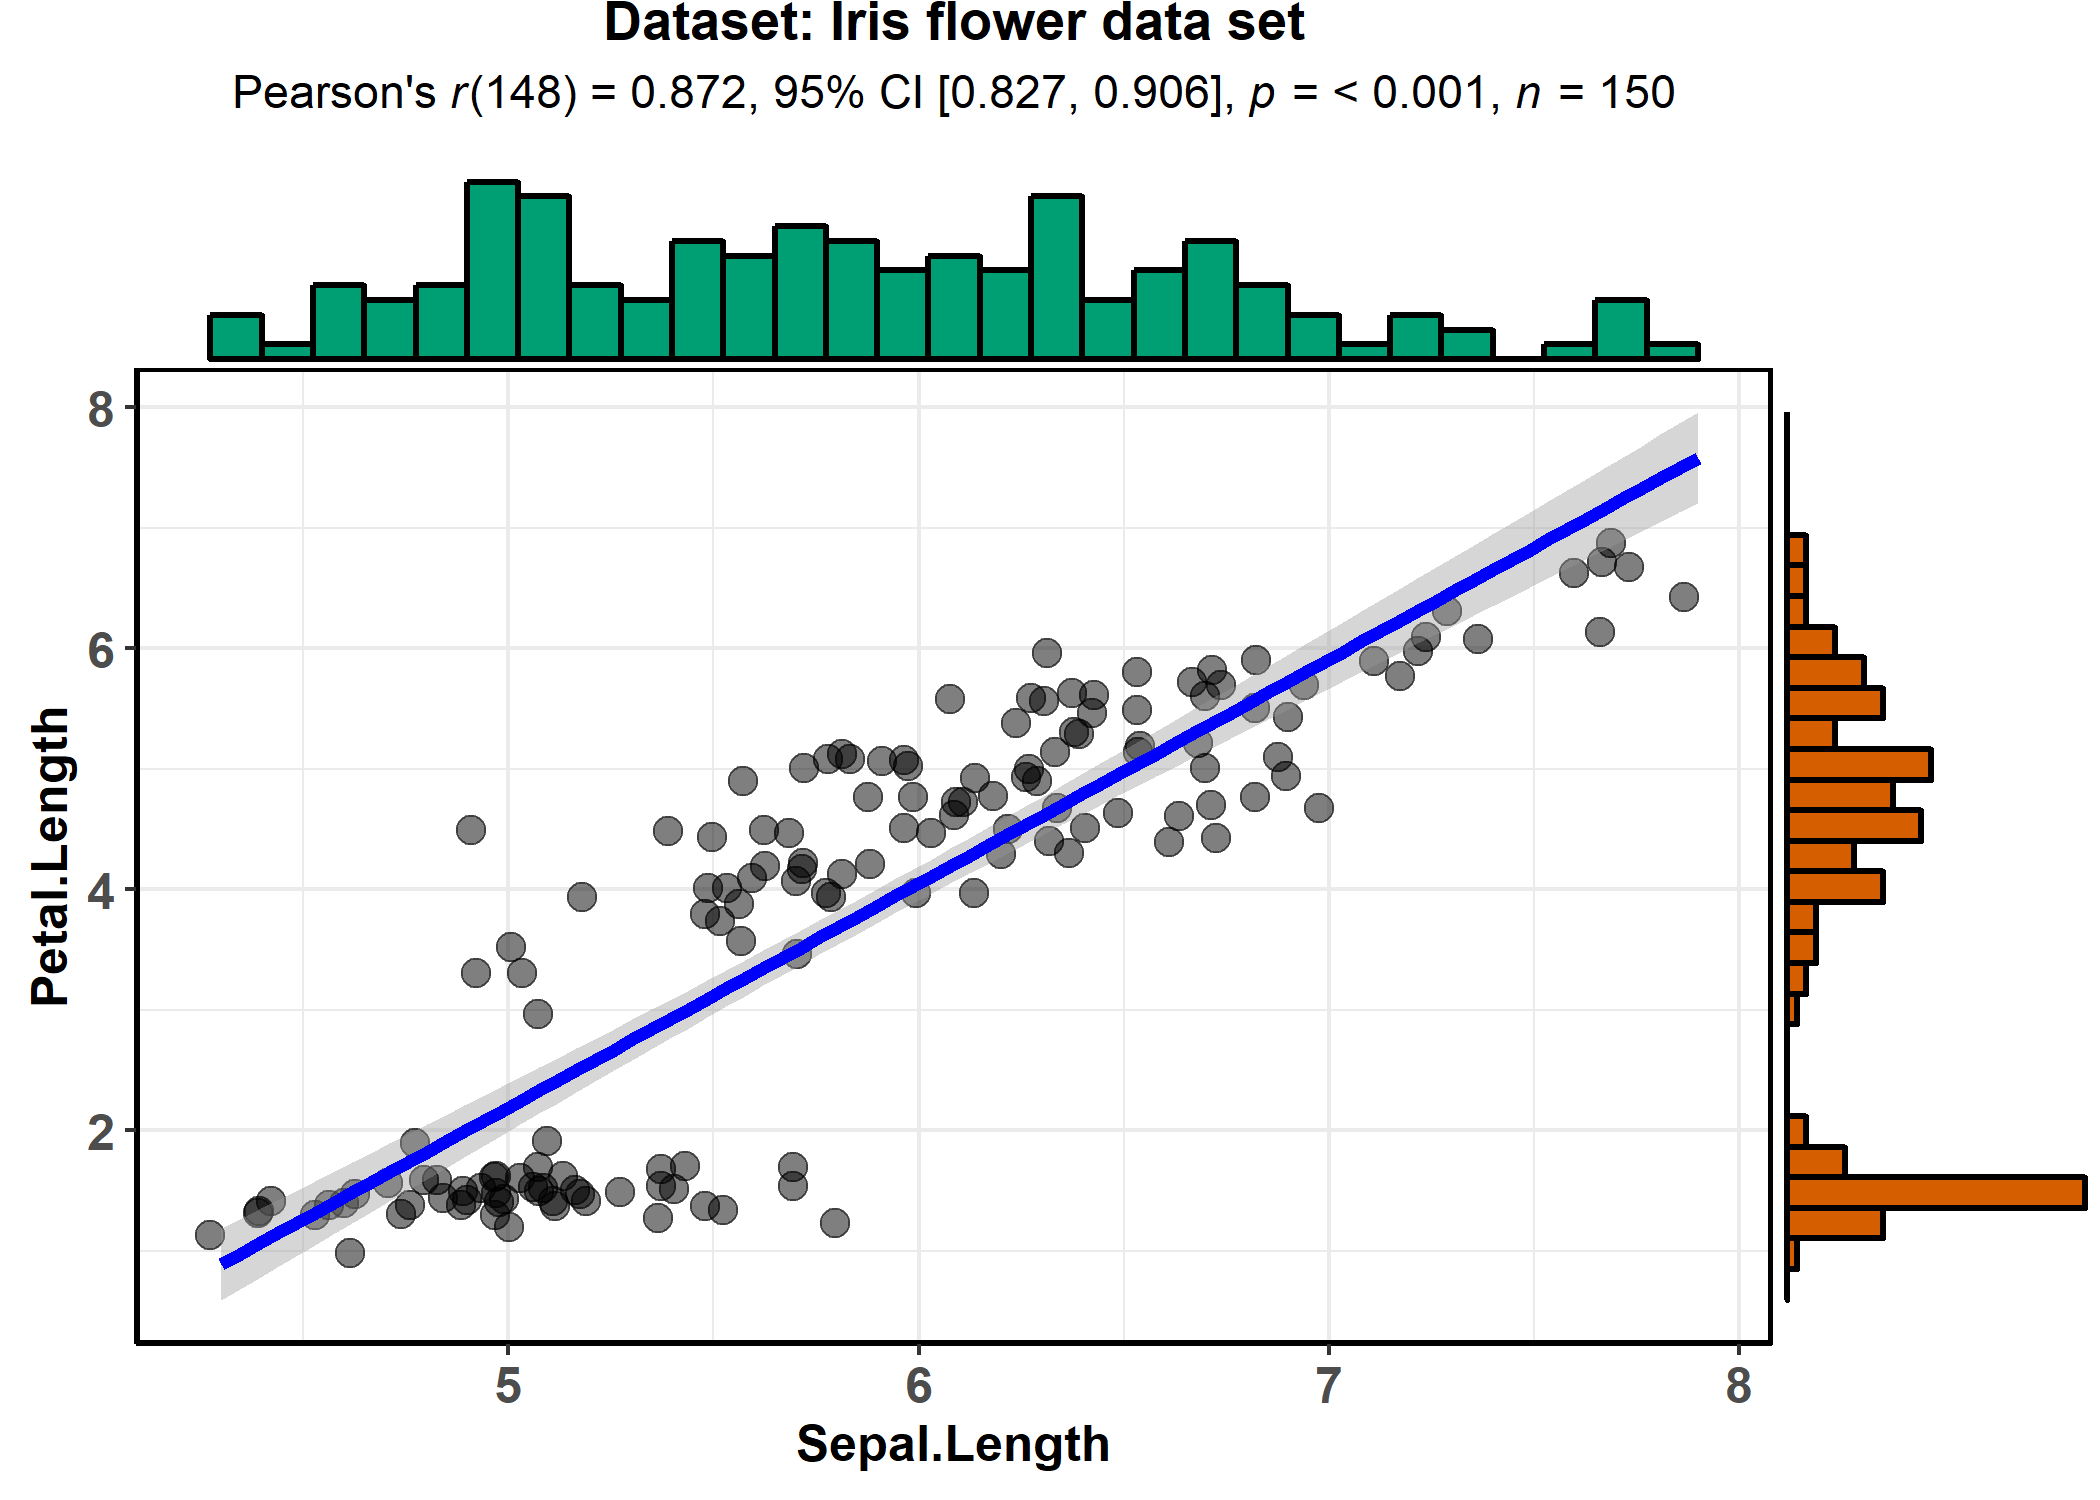 Dataset: Iris flower data set
Pearson's r(148) = 0.872, 95% CI [0.827, 0.906], p = < 0.001, n = 150
8
6
4
2
Petal.Length
5 6 7 8
Sepal.Length